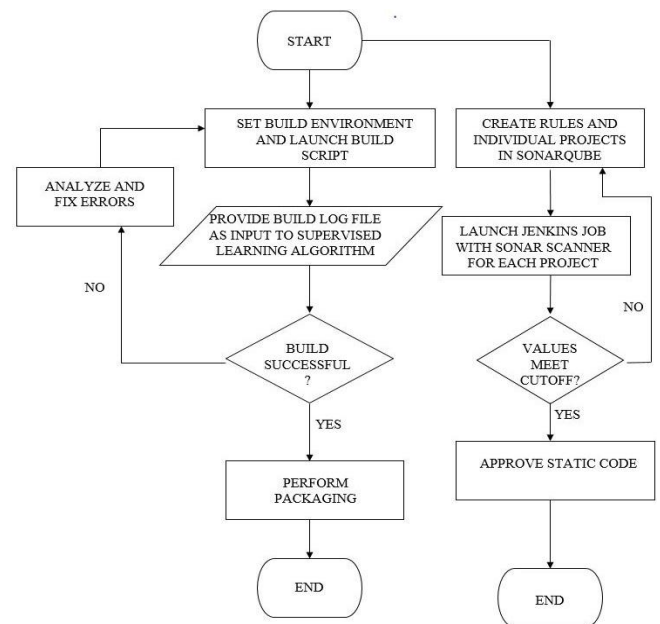 START
SET BUILD ENVIRONMENT
AND LAUNCH BUILD
SCRIPT
ANALYZE AND
FIX ERRORS
PROVIDE BUILD LOG FILE
AS INPUT TO SUPERVISED
LEARNING ALGORITHM
NO
BUILD
SUCCESSFUL
?
YES
PERFORM
PACKAGING
END
CREATE RULES AND
INDIVIDUAL PROJECTS
IN SONARQUBE
LAUNCH JENKINS JOB
WITH SONAR SCANNER
FOR EACH PROJECT
NO
VALUES
MEET
CUTOFF?
YES
APPROVE STATIC CODE
END